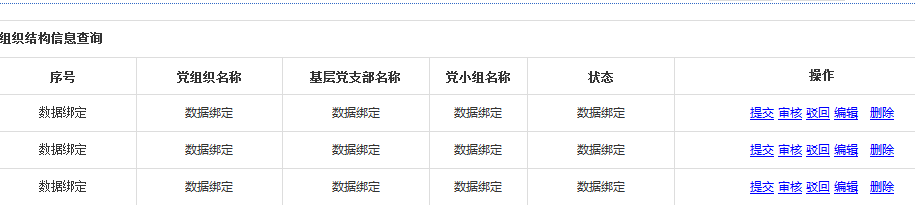 组织结构信息查询
序号 党组织名称 基层党支部名称 党小组名称 状态 操作
数据绑定 数据绑定 数据绑定 数据绑定 数据绑定 提交 审核 驳回 编辑 删除
数据绑定 数据绑定 数据绑定 数据绑定 数据绑定 提交 审核 驳回 编辑 删除
数据绑定 数据绑定 数据绑定 数据绑定 数据绑定 提交 审核 驳回 编辑 删除